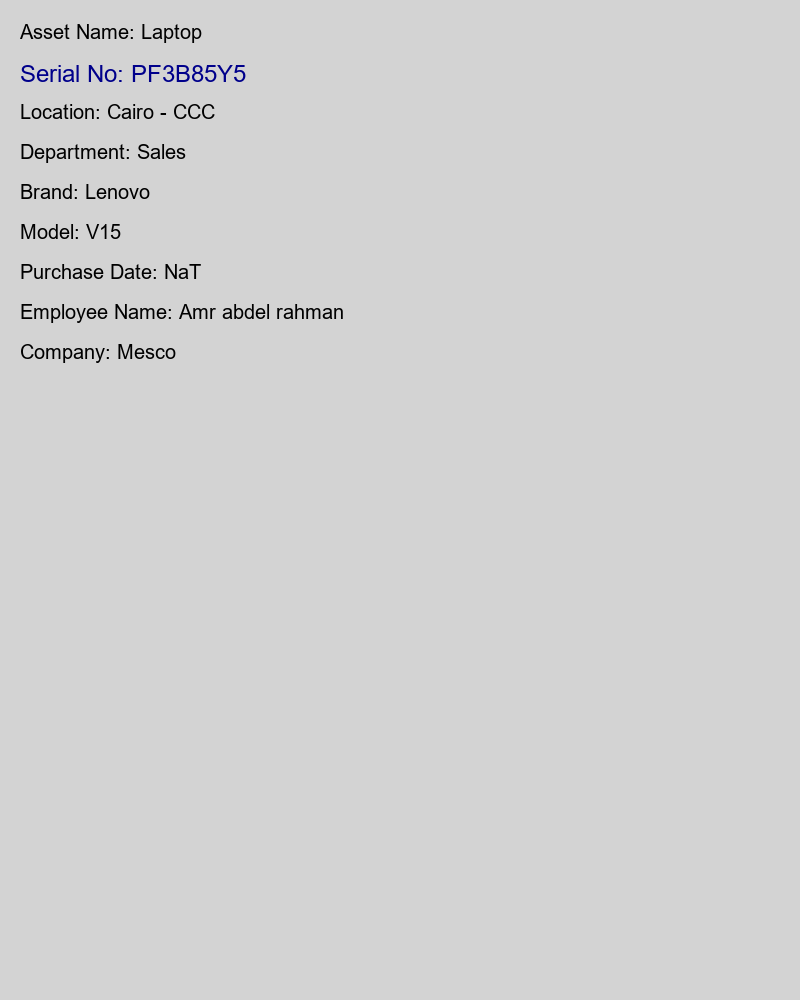 Asset Name: Laptop
Serial No: PF3B85Y5
Location: Cairo - CCC
Department: Sales
Brand: Lenovo
Model: V15
Purchase Date: NaT
Employee Name: Amr abdel rahman
Company: Mesco